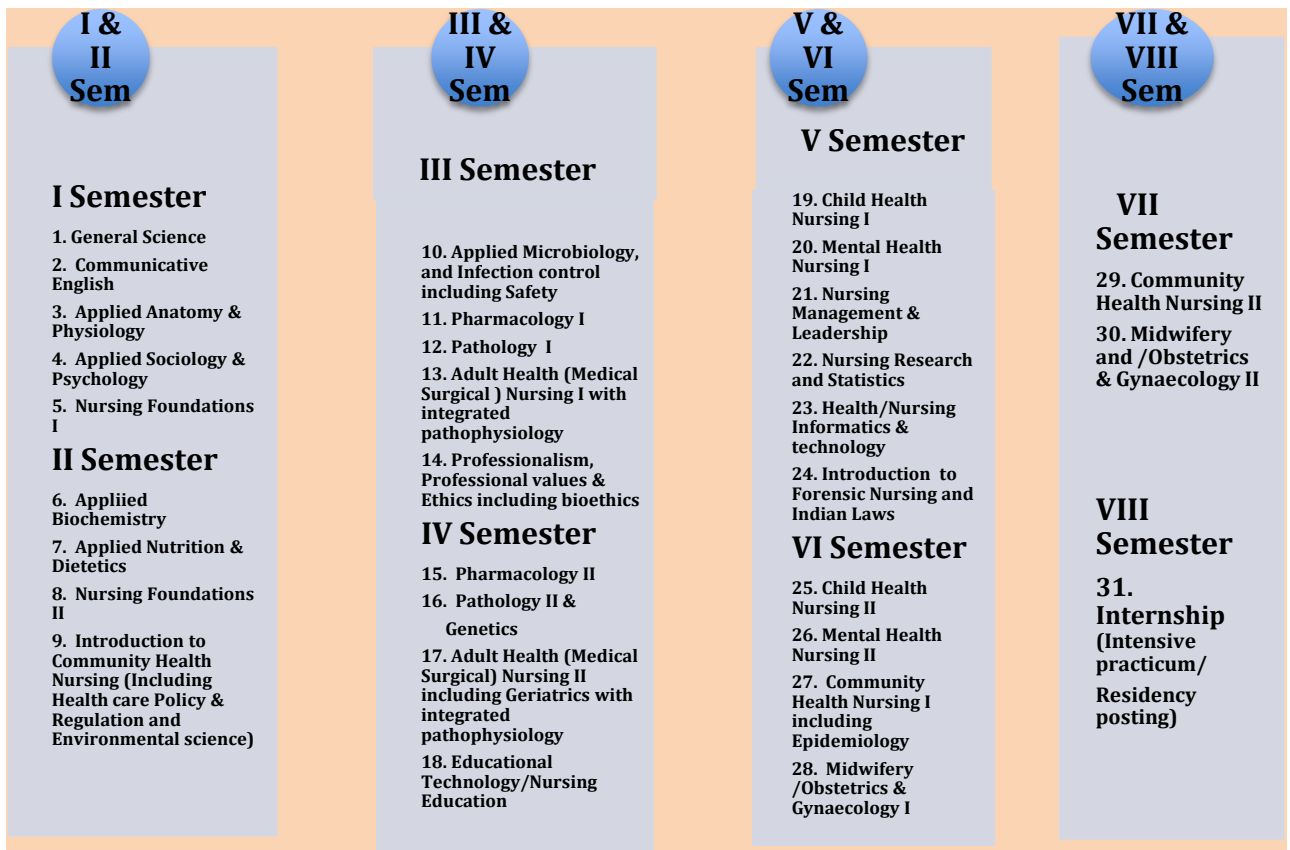 I &
II
Sem
I Semester
1. General Science
2. Communicative
English
3. Applied Anatomy &
Physiology
4. Applied Sociology &
Psychology
5. Nursing Foundations
I
II Semester
6. Appliied
Biochemistry
7. Applied Nutrition &
Dietetics
8. Nursing Foundations
II
9. Introduction to
Community Health
Nursing (Including
Health care Policy &
Regulation and
Environmental science)
III &
IV
Sem
III Semester
10. Applied Microbiology,
and Infection control
including Safety
11. Pharmacology I
12. Pathology I
13. Adult Health (Medical
Surgical ) Nursing I with
integrated
pathophysiology
14. Professionalism,
Professional values &
Ethics including bioethics
IV Semester
15. Pharmacology II
16. Pathology II &
Genetics
17. Adult Health (Medical
Surgical) Nursing II
including Geriatrics with
integrated
pathophysiology
18. Educational
Technology/Nursing
Education
V &
VI
Sem
V Semester
19. Child Health
Nursing I
20. Mental Health
Nursing I
21. Nursing
Management &
Leadership
22. Nursing Research
and Statistics
23. Health/Nursing
Informatics &
technology
24. Introduction to
Forensic Nursing and
Indian Laws
VI Semester
25. Child Health
Nursing II
26. Mental Health
Nursing II
27. Community
Health Nursing I
including
Epidemiology
28. Midwifery
/Obstetrics &
Gynaecology I
VII &
VIII
Sem
VII
Semester
29. Community
Health Nursing II
30. Midwifery
and /Obstetrics
& Gynaecology II
VIII
Semester
31.
Internship
(Intensive
practicum/
Residency
posting)